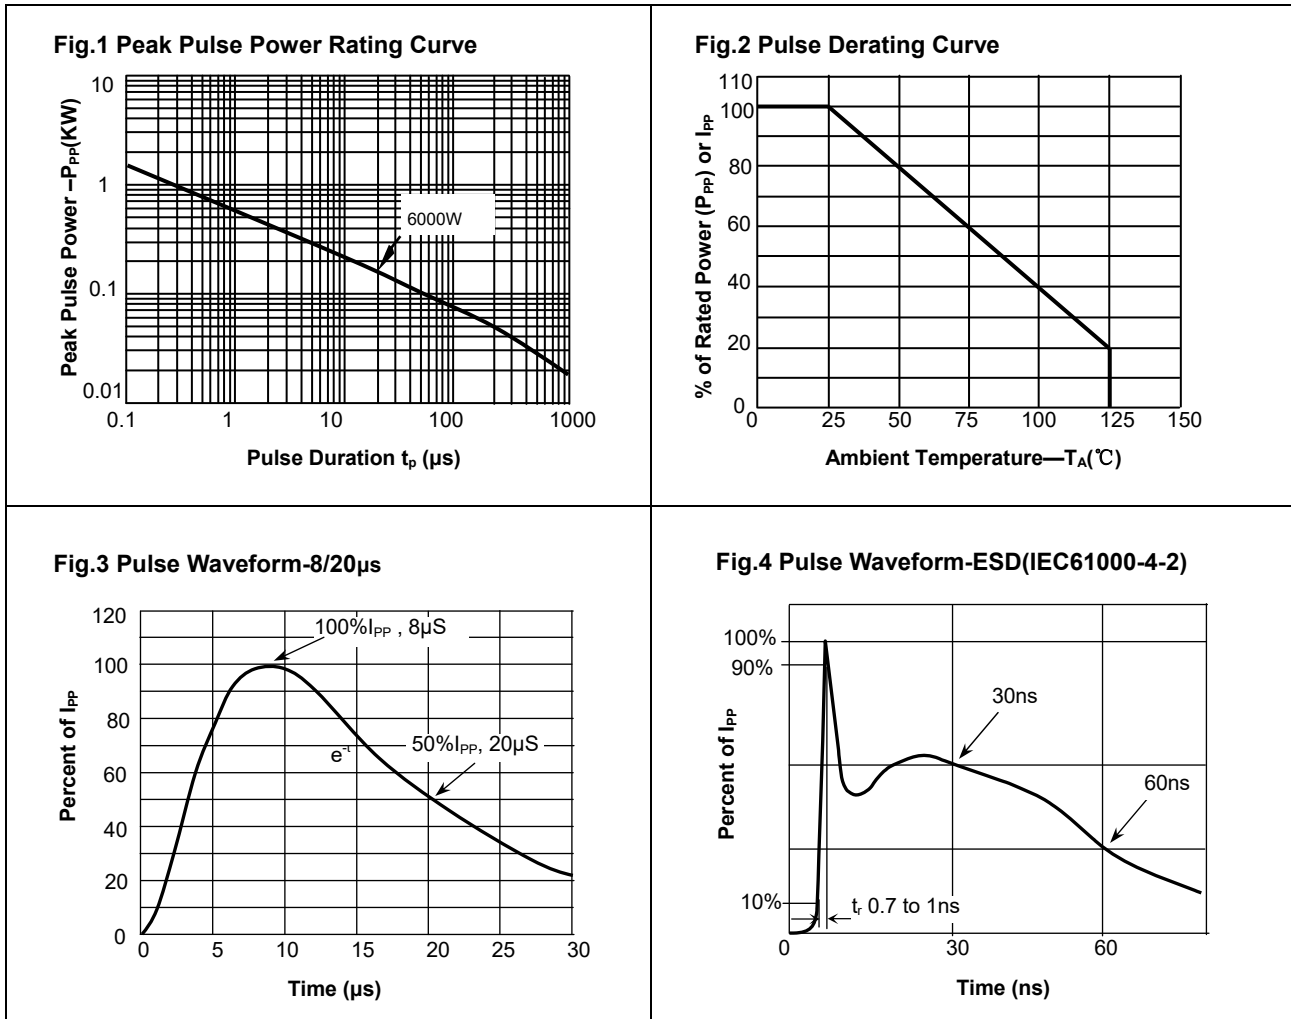 Fig.1 Peak Pulse Power Rating Curve
Peak Pulse Power –PPP(KW)
10
1
0.1
0.01
6000W
0.1 1 10 100 1000
Pulse Duration tp (µs)
Fig.2 Pulse Derating Curve
% of Rated Power (PPP) or IPP
110
100
80
60
40
20
0
0 25 50 75 100 125 150
Ambient Temperature—TA(℃)
Fig.3 Pulse Waveform-8/20µs
Percent of IPP
120
100
80
60
40
20
0
100%IPP , 8µS
e-t
50%IPP, 20µS
0 5 10 15 20 25 30
Time (µs)
Fig.4 Pulse Waveform-ESD(IEC61000-4-2)
Percent of IPP
100%
90%
10%
30ns
60ns
tr 0.7 to 1ns
0 30 60
Time (ns)